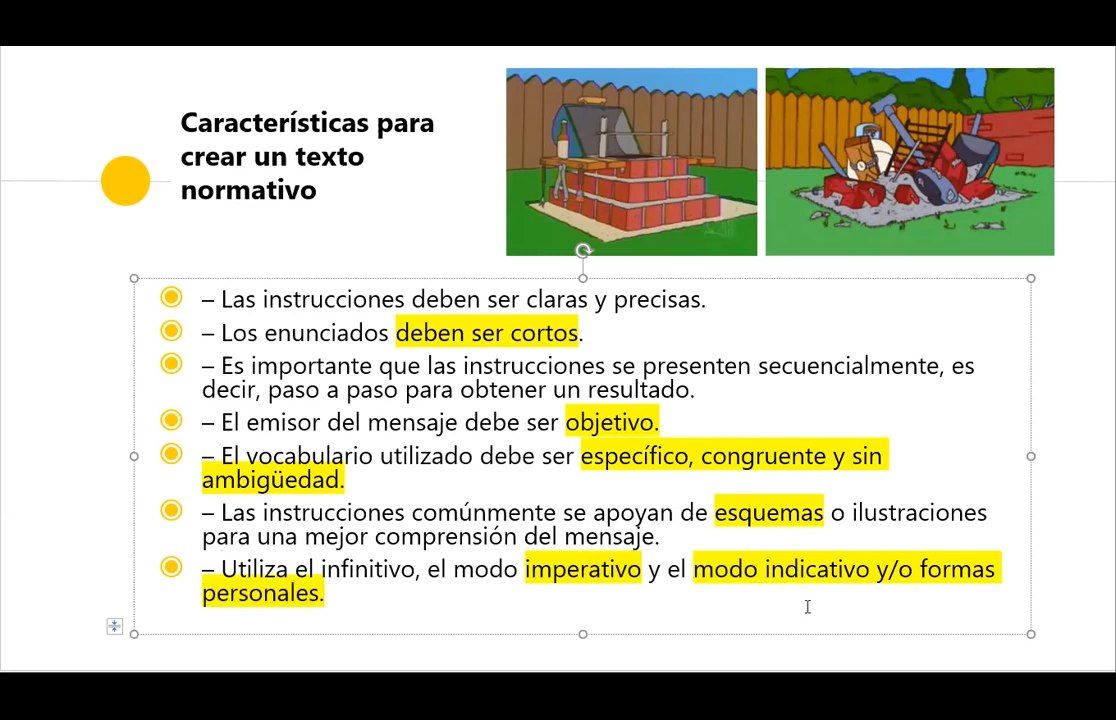 Características para
crear un texto
normativo
– Las instrucciones deben ser claras y precisas.
– Los enunciados deben ser cortos.
– Es importante que las instrucciones se presenten secuencialmente, es
decir, paso a paso para obtener un resultado.
– El emisor del mensaje debe ser objetivo.
– El vocabulario utilizado debe ser específico, congruente y sin
ambigüedad.
– Las instrucciones comúnmente se apoyan de esquemas o ilustraciones
para una mejor comprensión del mensaje.
– Utiliza el infinitivo, el modo imperativo y el modo indicativo y/o formas
personales.